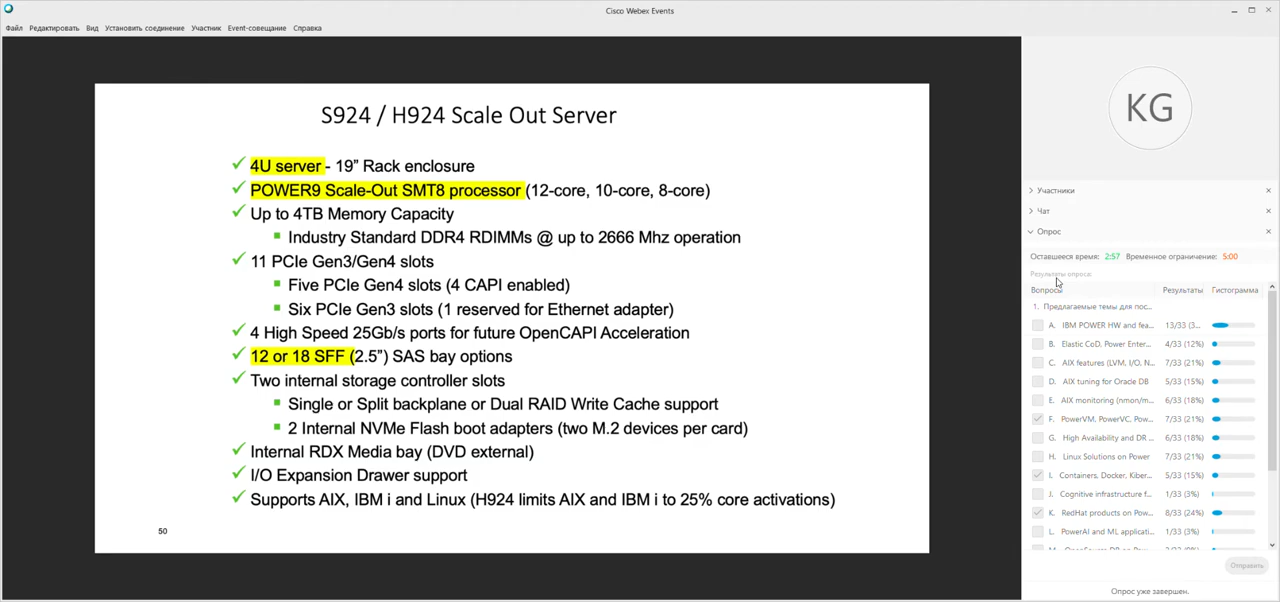 Cisco Webex Events
Файл Редактировать Вид Установить соединение Участник Event-совещание Справка
S924 / H924 Scale Out Server
4U server - 19” Rack enclosure
POWER9 Scale-Out SMT8 processor (12-core, 10-core, 8-core)
Up to 4TB Memory Capacity
Industry Standard DDR4 RDIMMs @ up to 2666 Mhz operation
11 PCIe Gen3/Gen4 slots
Five PCIe Gen4 slots (4 CAPI enabled)
Six PCIe Gen3 slots (1 reserved for Ethernet adapter)
4 High Speed 25Gb/s ports for future OpenCAPI Acceleration
12 or 18 SFF (2.5”) SAS bay options
Two internal storage controller slots
Single or Split backplane or Dual RAID Write Cache support
2 Internal NVMe Flash boot adapters (two M.2 devices per card)
Internal RDX Media bay (DVD external)
I/O Expansion Drawer support
Supports AIX, IBM i and Linux (H924 limits AIX and IBM i to 25% core activations)
50
KG
Участники
Чат
Опрос
Оставшееся время: 2:57 Временное ограничение: 5:00
Результаты опроса:
Вопросы Результаты Гистограмма
1. Предлагаемые темы для пос...
A. IBM POWER HW and fea... 13/33 (3...
B. Elastic CoD, Power Enter... 4/33 (12%)
C. AIX features (LVM, I/O, N... 7/33 (21%)
D. AIX tuning for Oracle DB 5/33 (15%)
E. AIX monitoring (nmon/m... 6/33 (18%)
F. PowerVM, PowerVC, Pow... 7/33 (21%)
G. High Availability and DR ... 6/33 (18%)
H. Linux Solutions on Power 7/33 (21%)
I. Containers, Docker, Kiber... 5/33 (15%)
J. Cognitive infrastructure f... 1/33 (3%)
K. RedHat products on Pow... 8/33 (24%)
L. PowerAI and ML applicati... 1/33 (3%)
Отправить
Опрос уже завершен.